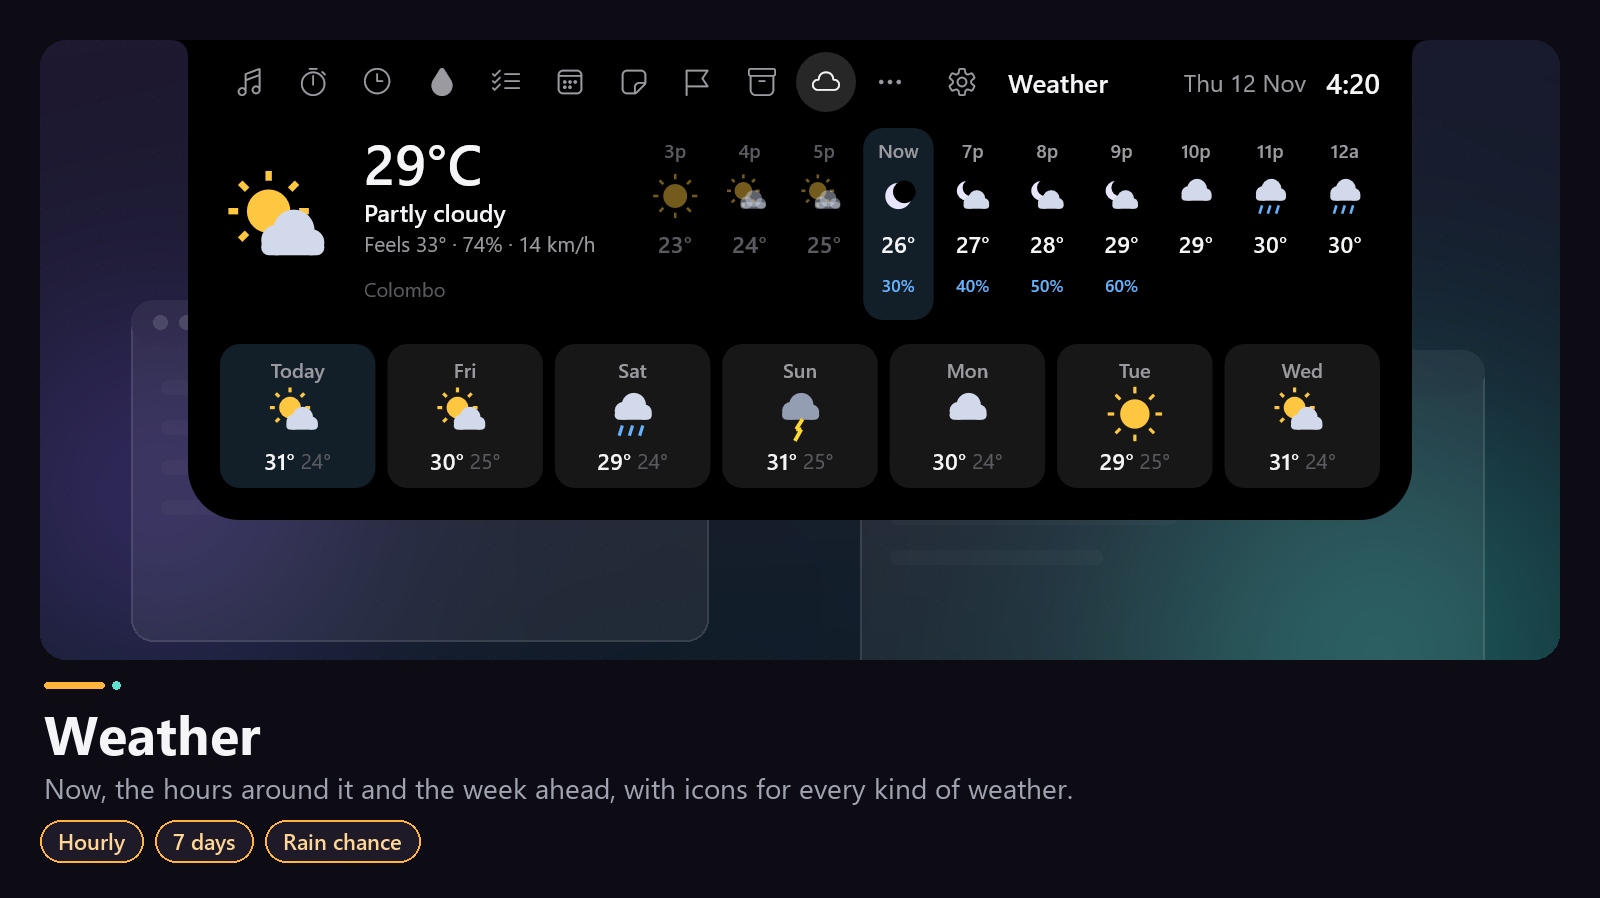 Weather
Thu 12 Nov 4:20
29°C
Partly cloudy
Feels 33° · 74% · 14 km/h
Colombo
3p 4p 5p Now 7p 8p 9p 10p 11p 12a
23° 24° 25° 26° 27° 28° 29° 29° 30° 30°
30% 40% 50% 60%
Today Fri Sat Sun Mon Tue Wed
31° 24° 30° 25° 29° 24° 31° 25° 30° 24° 29° 25° 31° 24°
Weather
Now, the hours around it and the week ahead, with icons for every kind of weather.
Hourly 7 days Rain chance